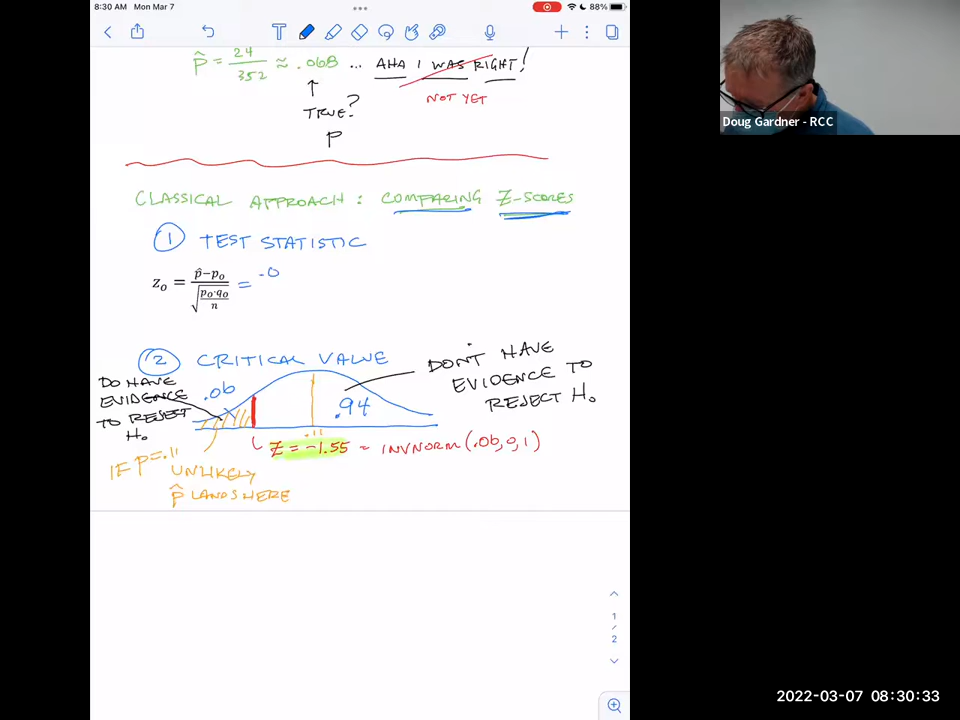 8:30 AM Mon Mar 7
88%
p̂ = 24/352 ≈ .068 ... AHA I WAS RIGHT!
NOT YET
TRUE?
p
CLASSICAL APPROACH: COMPARING Z-SCORES
1 TEST STATISTIC
z₀ = (p̂−p₀)/√(p₀·q₀/n) = .0
2 CRITICAL VALUE
DO HAVE
EVIDENCE
TO REJECT
H₀
.06
.94
DON'T HAVE
EVIDENCE TO
REJECT H₀
.11
Z = -1.55 = INVNORM(.06,0,1)
IF p=.11
UNLIKELY
p̂ LANDS HERE
1
/
2
Doug Gardner - RCC
2022-03-07 08:30:33